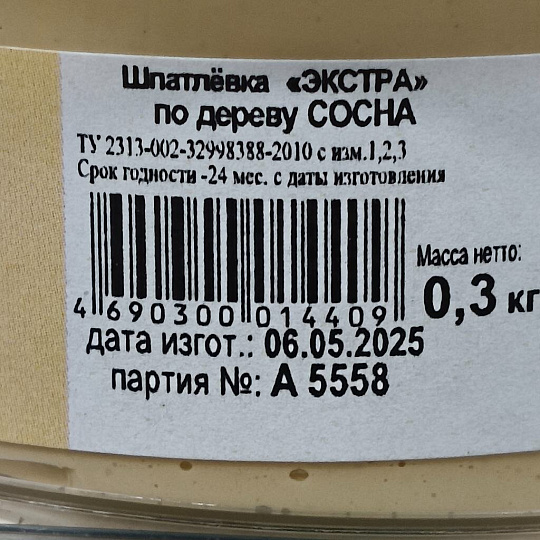 Шпатлёвка «ЭКСТРА»
по дереву СОСНА
ТУ 2313-002-32998388-2010 с изм.1,2,3
Срок годности -24 мес. с даты изготовления
Масса нетто:
0,3 кг
4 690300 014409
дата изгот.: 06.05.2025
партия №: А 5558